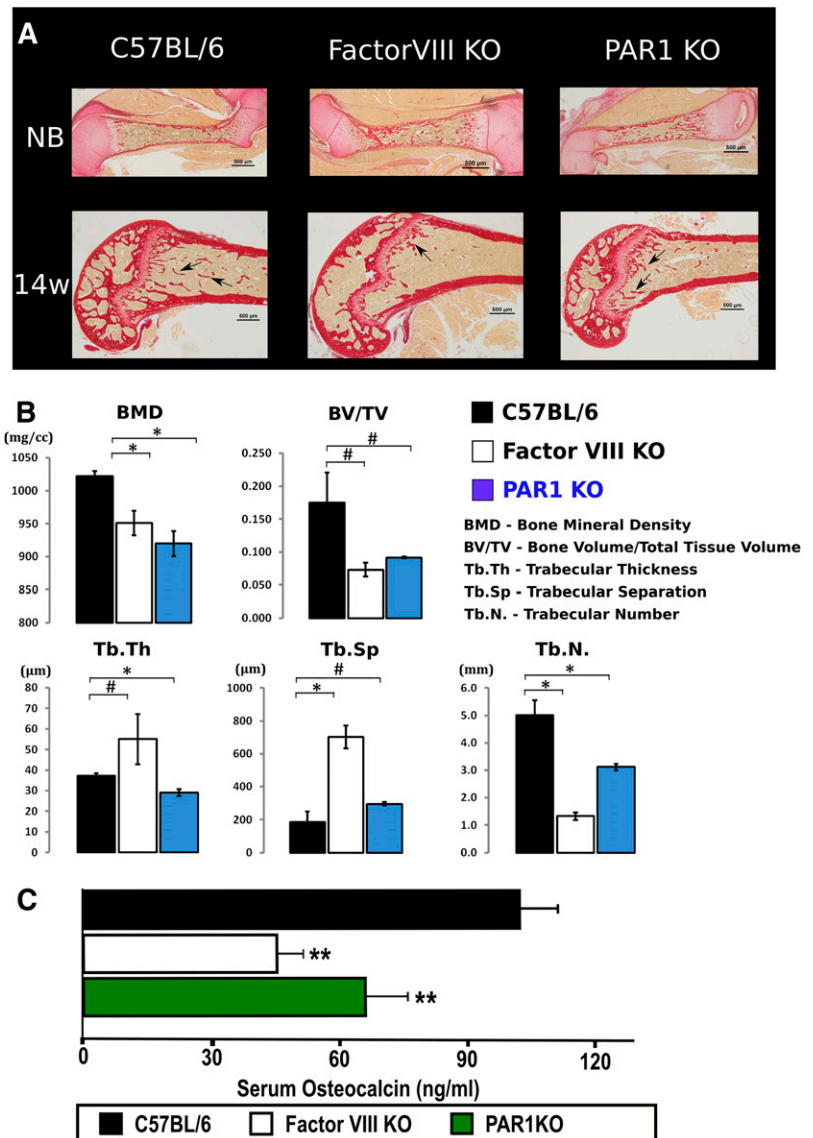 A
C57BL/6 FactorVIII KO PAR1 KO
NB
500 µm 500 µm 500 µm
14w
500 µm 500 µm 500 µm
B
BMD
(mg/cc)
* *
1050
1000
950
900
850
800
BV/TV
# #
0.250
0.200
0.150
0.100
0.050
0.000
C57BL/6
Factor VIII KO
PAR1 KO
BMD - Bone Mineral Density
BV/TV - Bone Volume/Total Tissue Volume
Tb.Th - Trabecular Thickness
Tb.Sp - Trabecular Separation
Tb.N. - Trabecular Number
Tb.Th
(µm)
* #
80
70
60
50
40
30
20
10
0
Tb.Sp
(µm)
# *
1000
800
600
400
200
0
Tb.N.
(mm)
* *
6.0
5.0
4.0
3.0
2.0
1.0
0.0
C
**
**
0 30 60 90 120
Serum Osteocalcin (ng/ml)
C57BL/6 Factor VIII KO PAR1KO